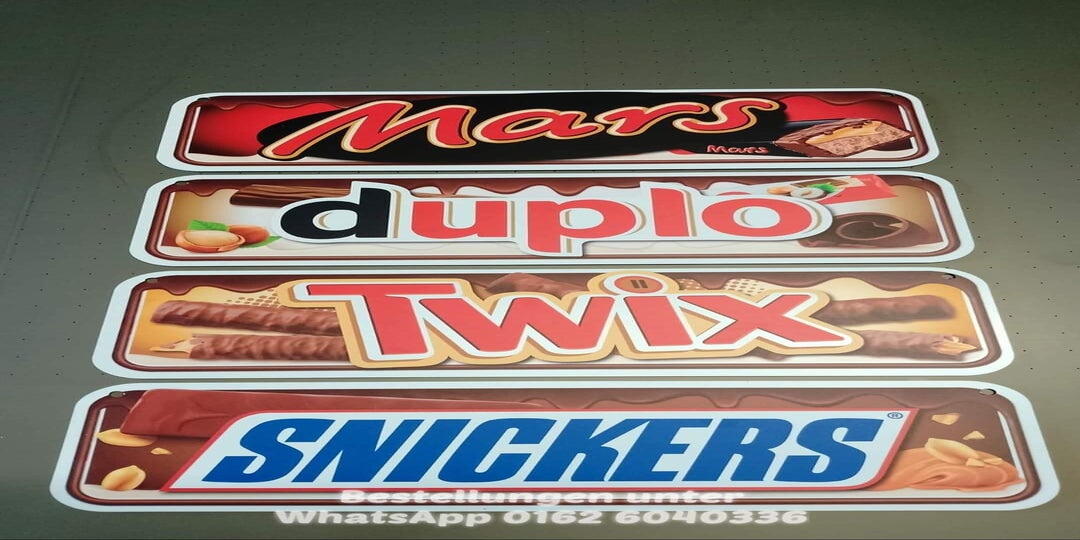 Mars
Mars
duplo
Twix
SNICKERS®
Bestellungen unter
WhatsApp 0162 6040336